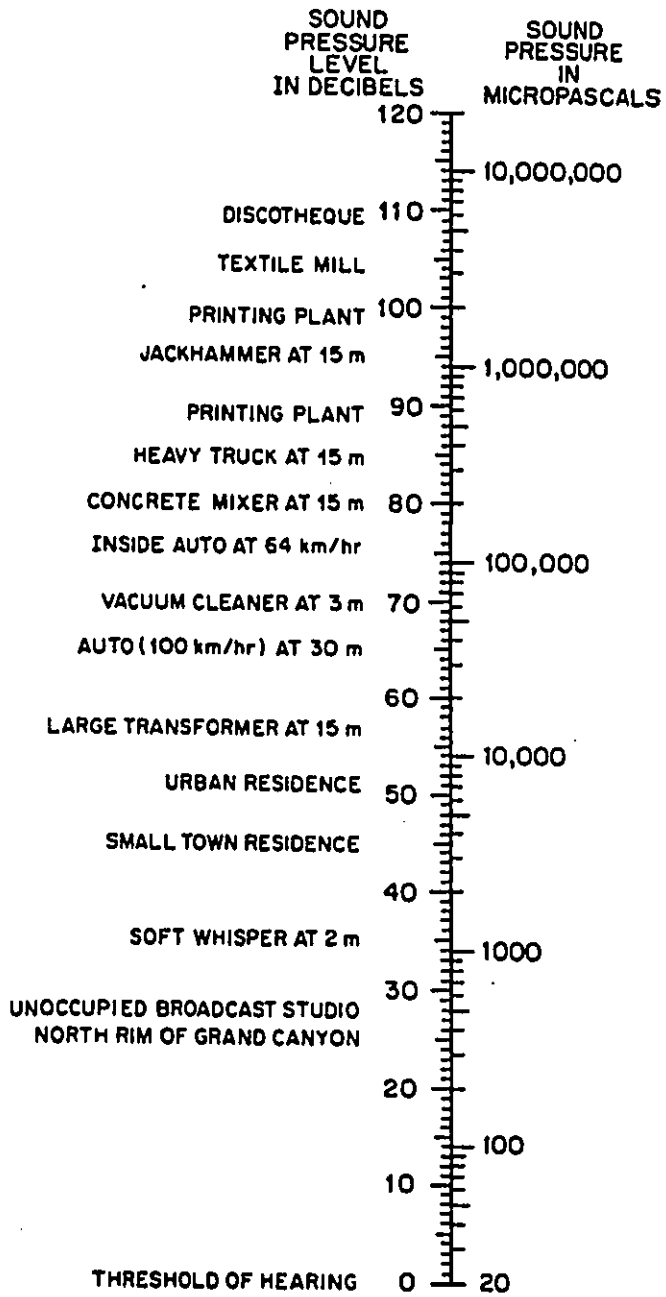 SOUND
PRESSURE
LEVEL
IN DECIBELS
SOUND
PRESSURE
IN
MICROPASCALS
120
10,000,000
DISCOTHEQUE 110
TEXTILE MILL
PRINTING PLANT 100
JACKHAMMER AT 15 m
1,000,000
PRINTING PLANT 90
HEAVY TRUCK AT 15 m
CONCRETE MIXER AT 15 m 80
INSIDE AUTO AT 64 km/hr
100,000
VACUUM CLEANER AT 3 m 70
AUTO (100 km/hr) AT 30 m
60
LARGE TRANSFORMER AT 15 m
10,000
URBAN RESIDENCE
50
SMALL TOWN RESIDENCE
40
SOFT WHISPER AT 2 m
1000
30
UNOCCUPIED BROADCAST STUDIO
NORTH RIM OF GRAND CANYON
20
100
10
THRESHOLD OF HEARING 0 20